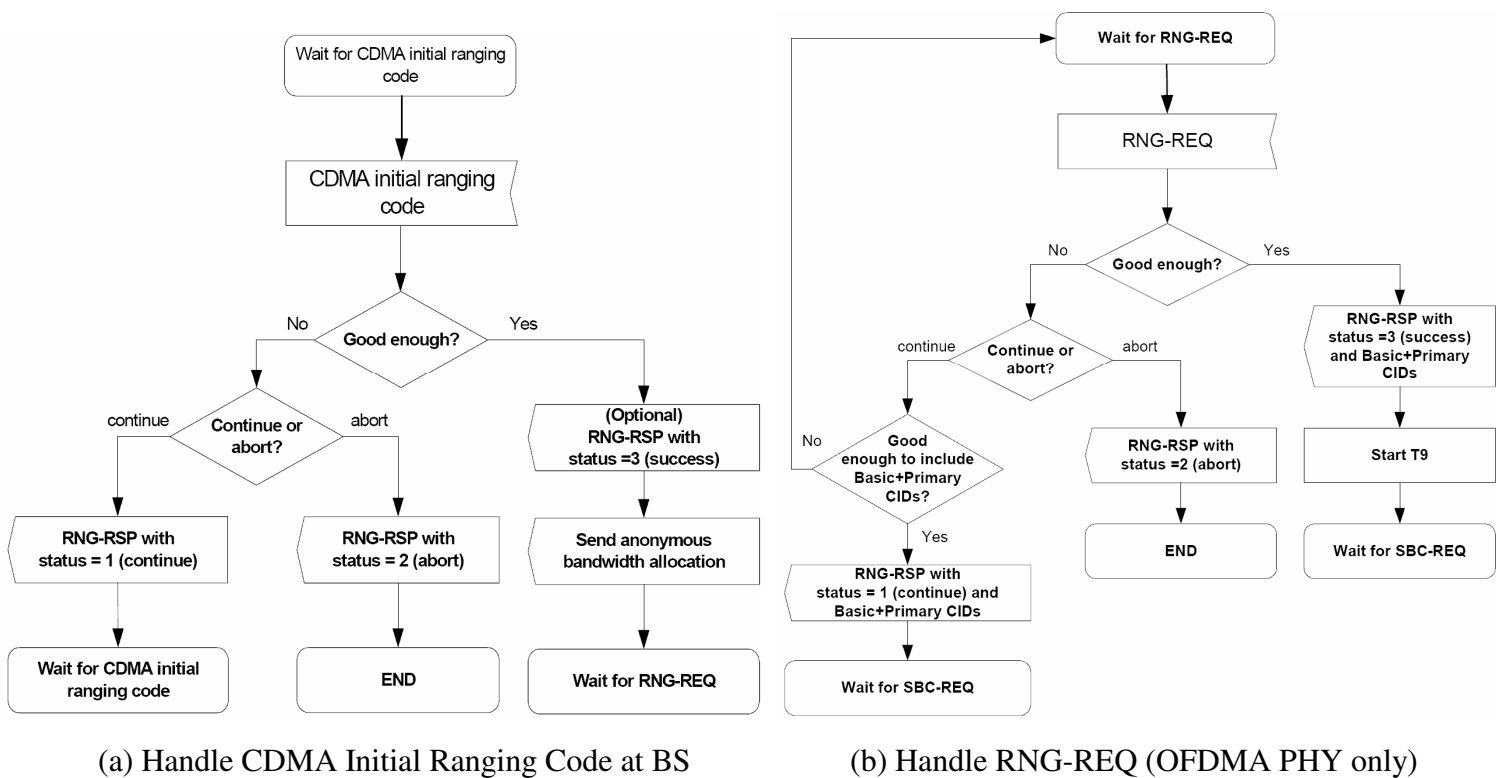 Wait for CDMA initial ranging
code
CDMA initial ranging
code
Good enough?
No
Yes
Continue or
abort?
continue
abort
(Optional)
RNG-RSP with
status =3 (success)
RNG-RSP with
status = 1 (continue)
RNG-RSP with
status = 2 (abort)
Send anonymous
bandwidth allocation
Wait for CDMA initial
ranging code
END
Wait for RNG-REQ
(a) Handle CDMA Initial Ranging Code at BS
Wait for RNG-REQ
RNG-REQ
Good enough?
No
Yes
Continue or
abort?
continue
abort
RNG-RSP with
status =3 (success)
and Basic+Primary
CIDs
No
Good
enough to include
Basic+Primary
CIDs?
Yes
RNG-RSP with
status =2 (abort)
Start T9
END
Wait for SBC-REQ
RNG-RSP with
status = 1 (continue) and
Basic+Primary CIDs
Wait for SBC-REQ
(b) Handle RNG-REQ (OFDMA PHY only)